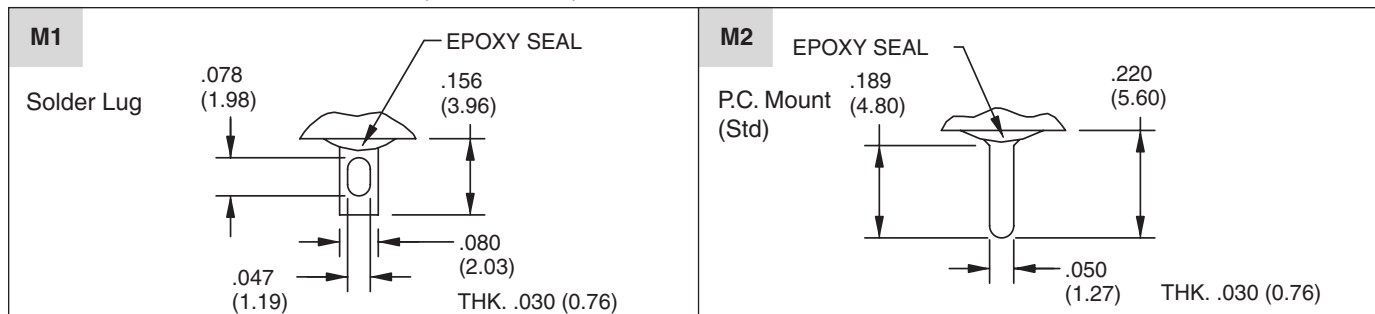 M1
EPOXY SEAL
.078
(1.98)
.156
(3.96)
Solder Lug
.080
(2.03)
.047
(1.19)
THK. .030 (0.76)
M2
EPOXY SEAL
.189
(4.80)
.220
(5.60)
P.C. Mount
(Std)
.050
(1.27)
THK. .030 (0.76)